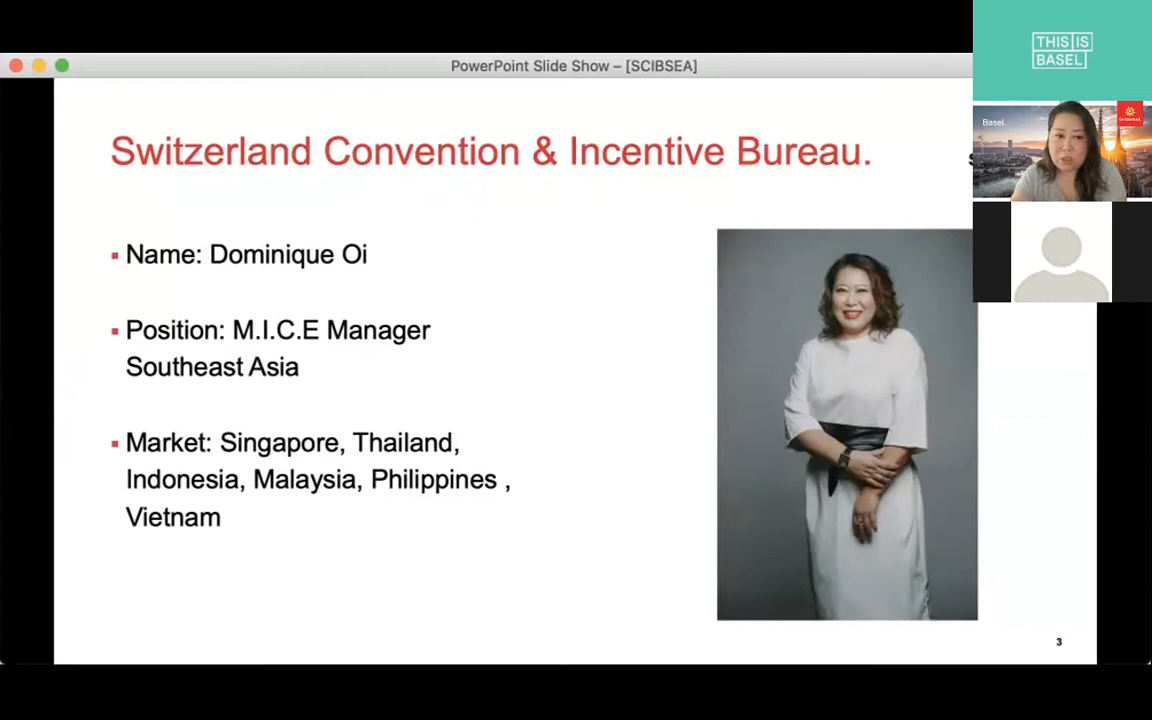 PowerPoint Slide Show – [SCIBSEA]
THIS IS
BASEL
Basel.
Switzerland Convention & Incentive Bureau.
Name: Dominique Oi
Position: M.I.C.E Manager
Southeast Asia
Market: Singapore, Thailand,
Indonesia, Malaysia, Philippines ,
Vietnam
3